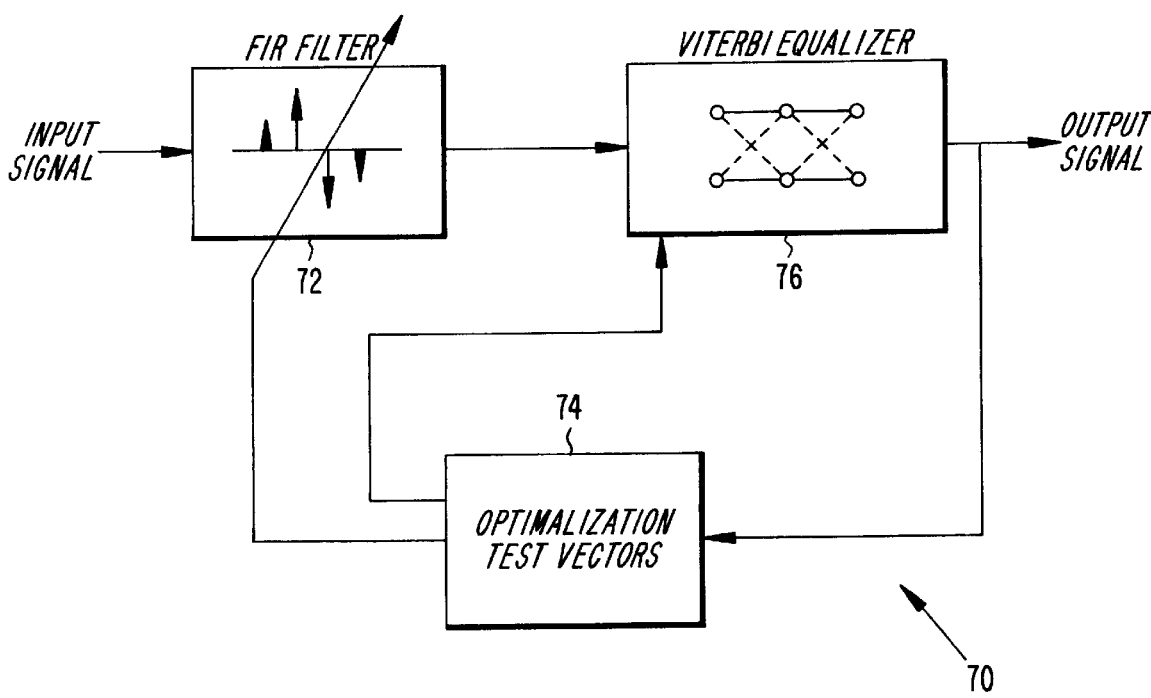 FIR FILTER
VITERBI EQUALIZER
INPUT
SIGNAL
OUTPUT
SIGNAL
72
76
74
OPTIMALIZATION
TEST VECTORS
70